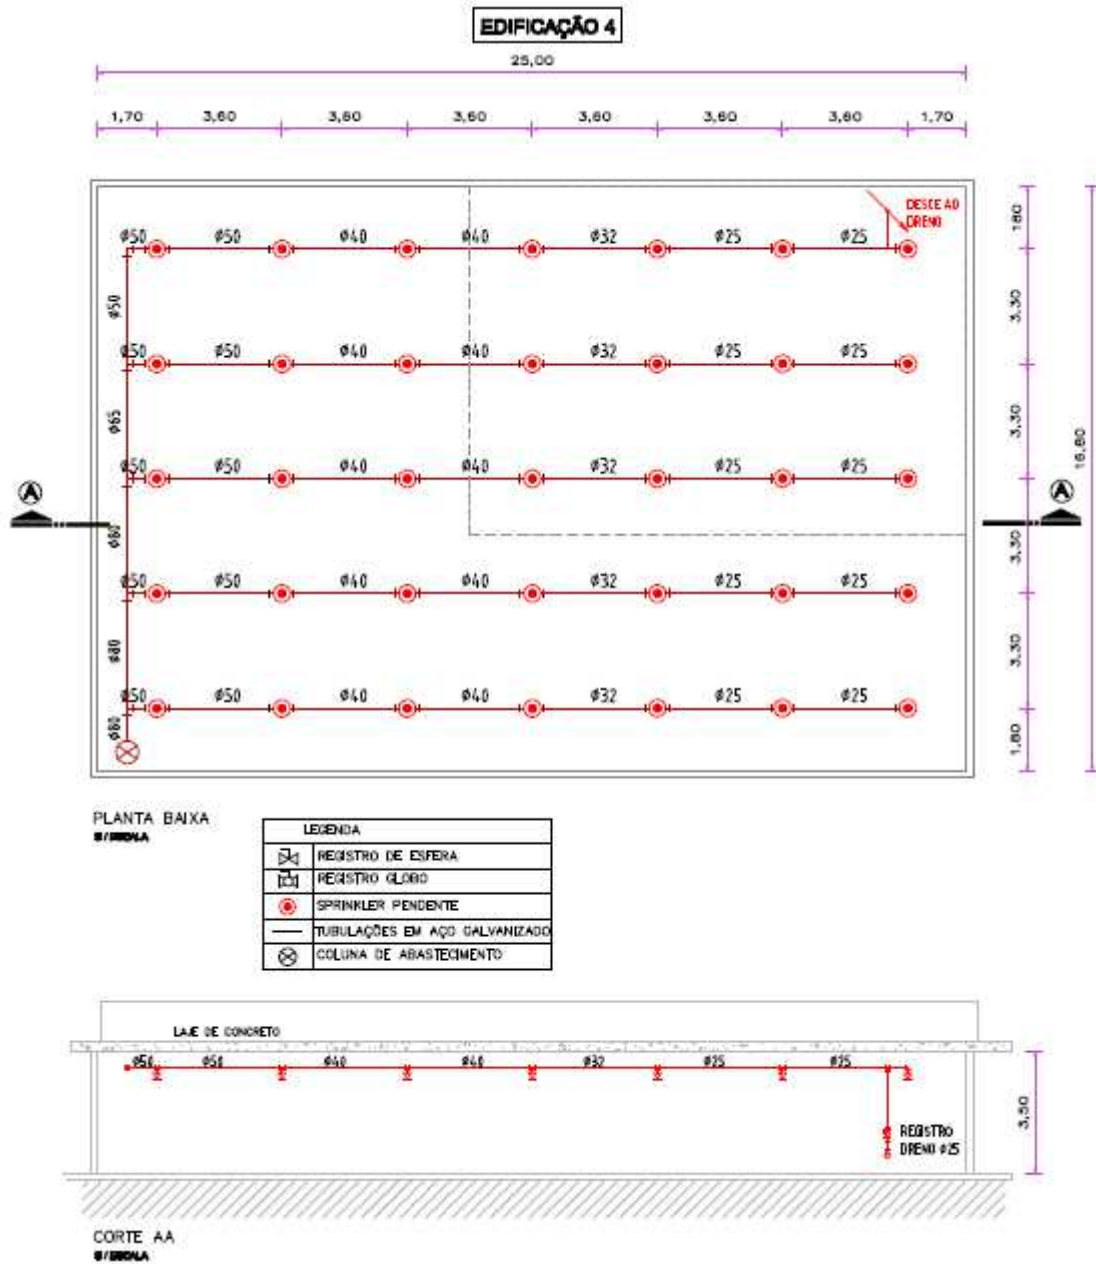 EDIFICAÇÃO 4
25,00
1,70 3,60 3,60 3,60 3,60 3,60 3,60 1,70
DESCE AO
DRENO
160
ø50 ø50 ø40 ø40 ø32 ø25 ø25
ø50
3,30
ø50 ø50 ø40 ø40 ø32 ø25 ø25
ø65
3,30
16,80
ø50 ø50 ø40 ø40 ø32 ø25 ø25
A A
ø80
3,30
ø50 ø50 ø40 ø40 ø32 ø25 ø25
ø80
3,30
ø50 ø50 ø40 ø40 ø32 ø25 ø25
ø80
1,80
PLANTA BAIXA
S/ESCALA
LEGENDA
REGISTRO DE ESFERA
REGISTRO GLOBO
SPRINKLER PENDENTE
TUBULAÇÕES EM AÇO GALVANIZADO
COLUNA DE ABASTECIMENTO
LAJE DE CONCRETO
ø50 ø50 ø40 ø40 ø32 ø25 ø25
3,50
REGISTRO
DRENO ø25
CORTE AA
S/ESCALA